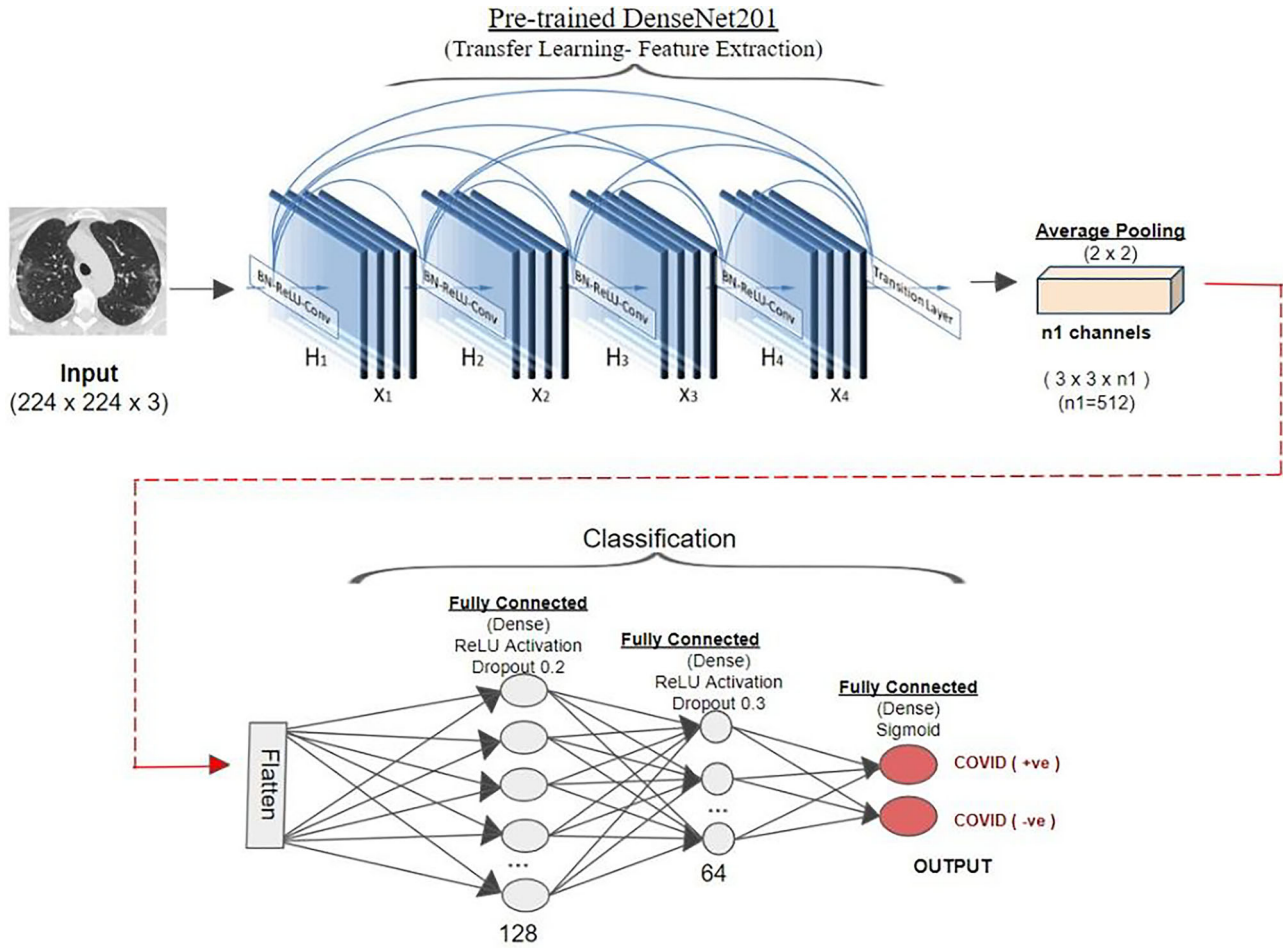 Pre-trained DenseNet201
(Transfer Learning- Feature Extraction)
BN-ReLU-Conv
BN-ReLU-Conv
BN-ReLU-Conv
BN-ReLU-Conv
Transition Layer
H1
H2
H3
H4
X1
X2
X3
X4
Input
(224 x 224 x 3)
Average Pooling
(2 x 2)
n1 channels
( 3 x 3 x n1 )
(n1=512)
Classification
Flatten
Fully Connected
(Dense)
ReLU Activation
Dropout 0.2
...
128
Fully Connected
(Dense)
ReLU Activation
Dropout 0.3
...
64
Fully Connected
(Dense)
Sigmoid
COVID ( +ve )
COVID ( -ve )
OUTPUT